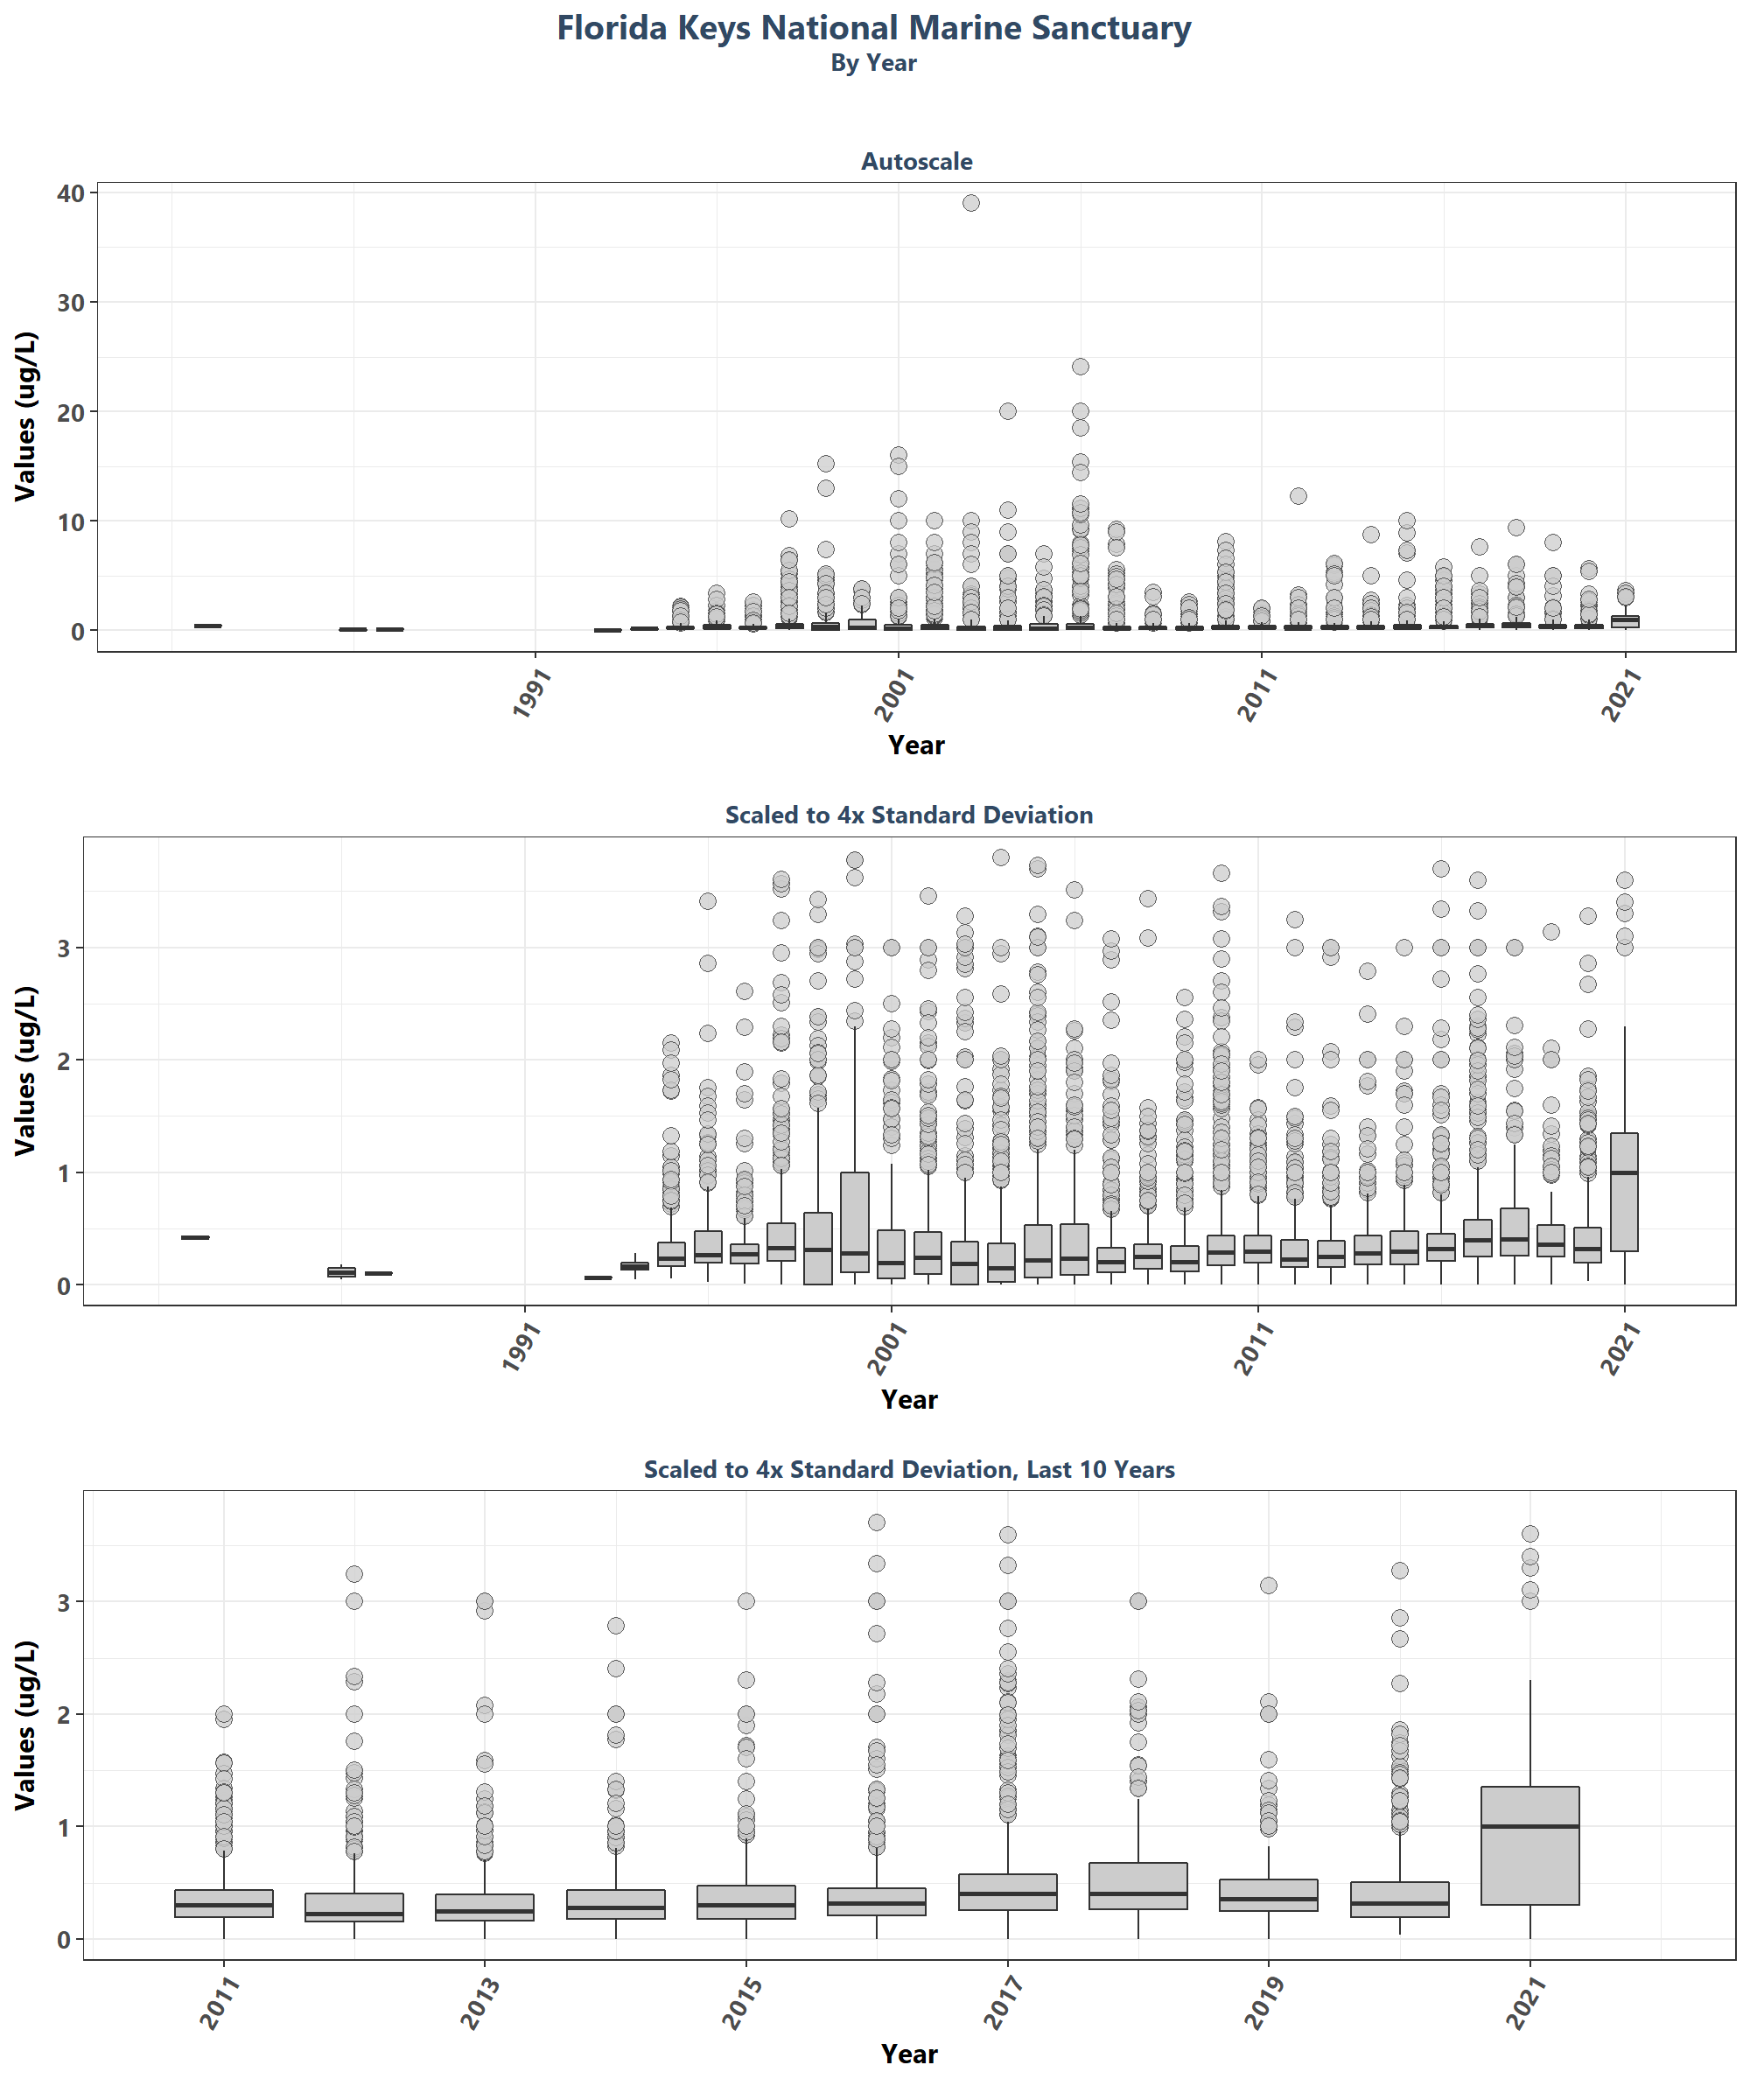 Florida Keys National Marine Sanctuary
By Year
Autoscale
40
30
20
10
0
Values (ug/L)
1991
2001
2011
2021
Year
Scaled to 4x Standard Deviation
3
2
1
0
Values (ug/L)
1991
2001
2011
2021
Year
Scaled to 4x Standard Deviation, Last 10 Years
3
2
1
0
Values (ug/L)
2011
2013
2015
2017
2019
2021
Year